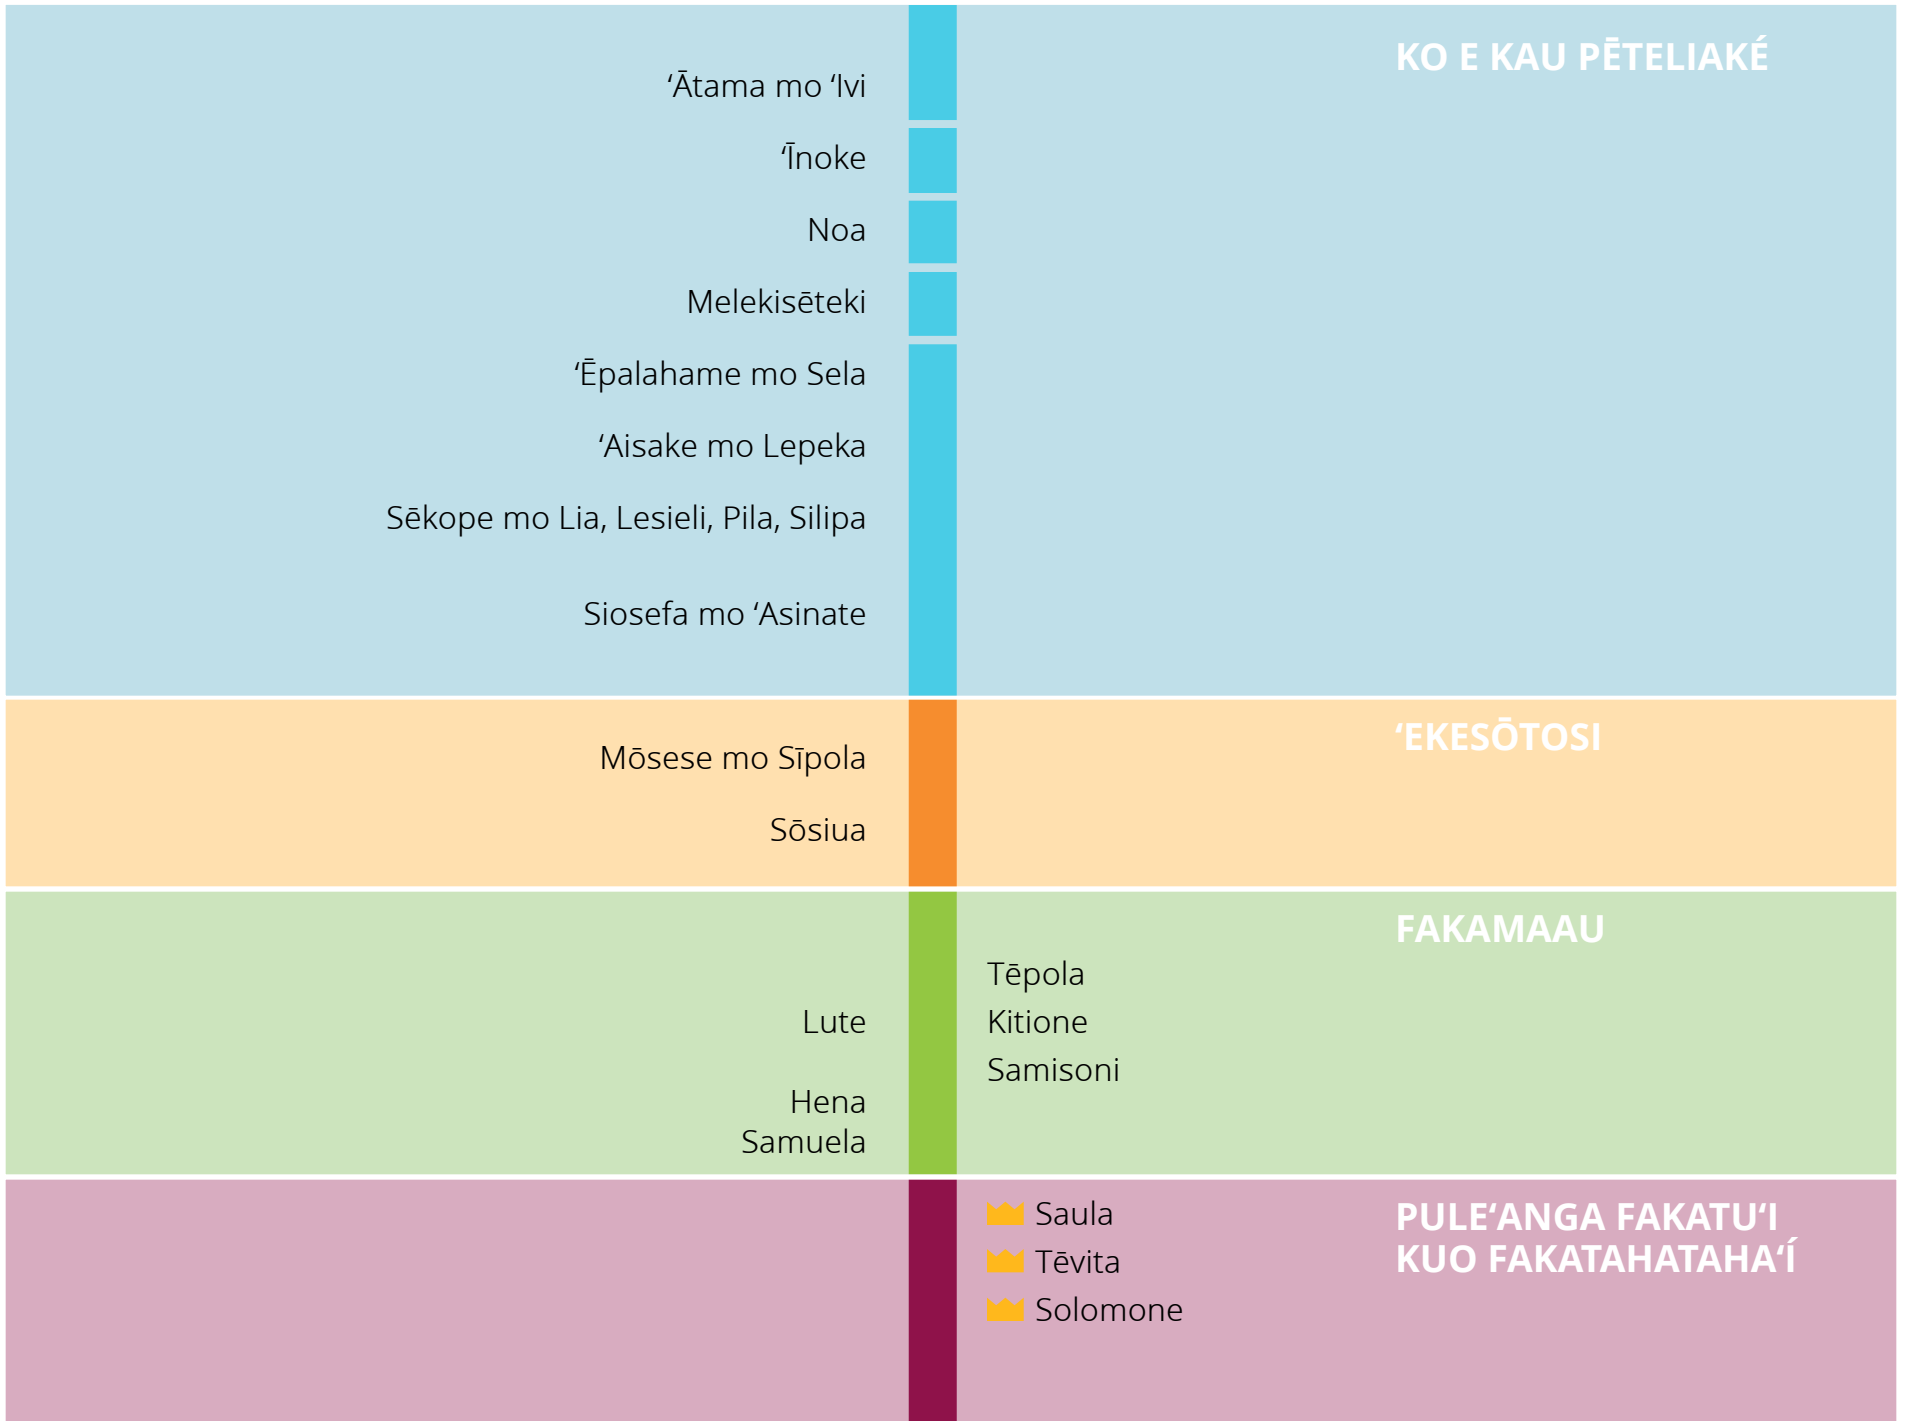 KO E KAU PĒTELIAKÉ
‘Ātama mo ‘Ivi
‘Īnoke
Noa
Melekisēteki
‘Ēpalahame mo Sela
‘Aisake mo Lepeka
Sēkope mo Lia, Lesieli, Pila, Silipa
Siosefa mo ‘Asinate
‘EKESŌTOSI
Mōsese mo Sīpola
Sōsiua
FAKAMAAU
Tēpola
Lute
Kitione
Samisoni
Hena
Samuela
PULE‘ANGA FAKATU‘I
KUO FAKATAHATAHA‘Í
Saula
Tēvita
Solomone